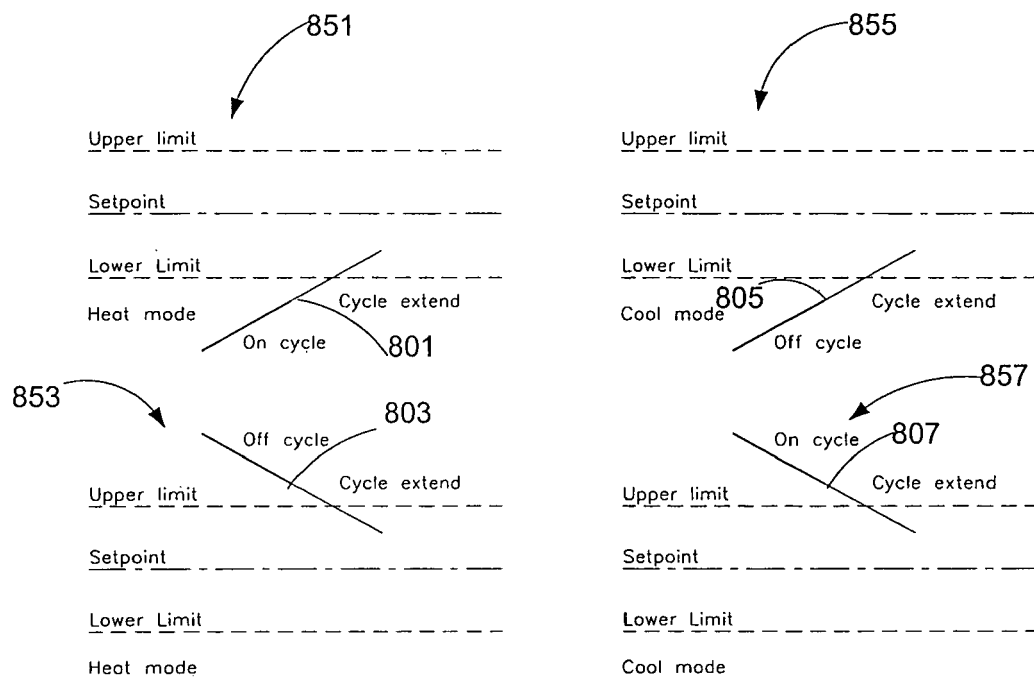 851
Upper limit
Setpoint
Lower Limit
Heat mode
Cycle extend
On cycle
801
855
Upper limit
Setpoint
Lower Limit
805
Cool mode
Cycle extend
Off cycle
853
803
Off cycle
Cycle extend
Upper limit
Setpoint
Lower Limit
Heat mode
857
On cycle
807
Cycle extend
Upper limit
Setpoint
Lower Limit
Cool mode